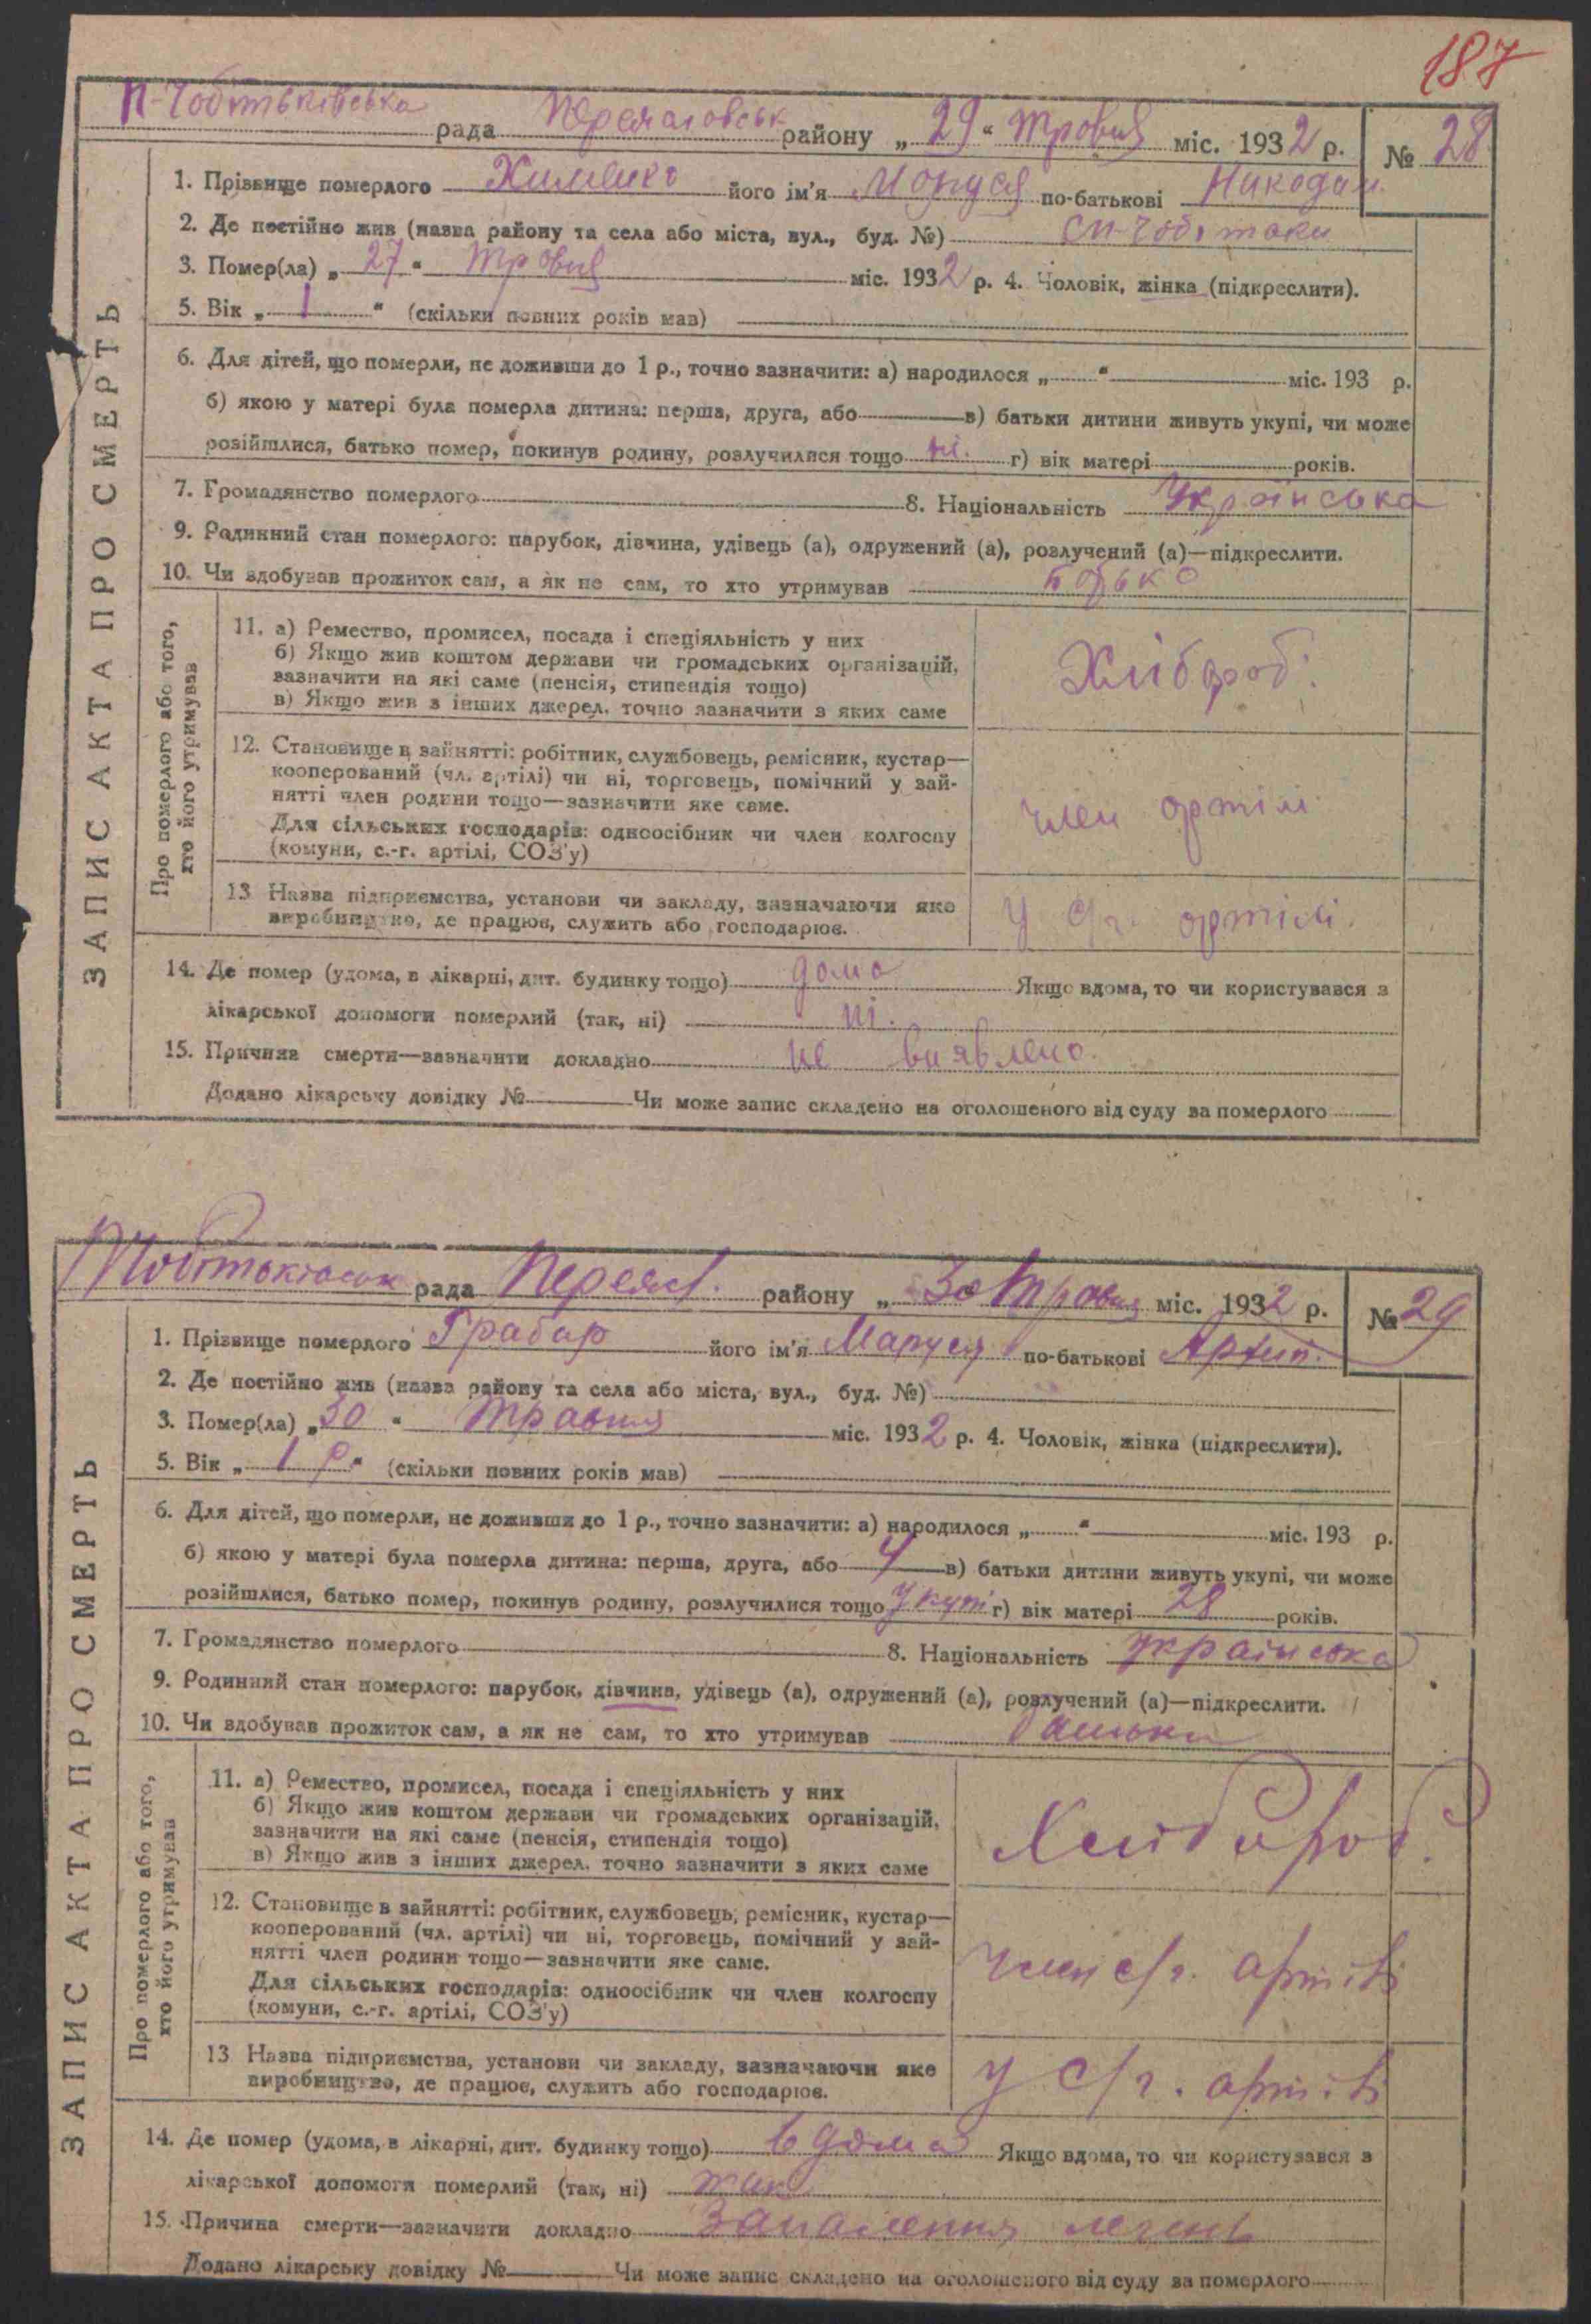 187
П-Чобітьківська рада Переяславськ району „ 29 “ травня міс. 1932 р. № 28
1. Прізвище померлого його ім'я Маруся по-батькові Никодим.
2. Де постійно жив (назва району та села або міста, вул., буд. №)
3. Помер(ла) „ 27 “ травня міс. 1932 р. 4. Чоловік, жінка (підкреслити).
5. Вік „ 1 “ (скільки повних років мав)
6. Для дітей, що померли, не доживши до 1 р., точно зазначити: а) народилося „ “ міс. 193 р.
б) якою у матері була померла дитина: перша, друга, або в) батьки дитини живуть укупі, чи може
розійшлися, батько помер, покинув родину, розлучилися тощо ні. г) вік матері років.
7. Громадянство померлого 8. Національність Українська
9. Родинний стан померлого: парубок, дівчина, удівець (а), одружений (а), розлучений (а)—підкреслити.
10. Чи здобував прожиток сам, а як не сам, то хто утримував батько
11. а) Ремество, промисел, посада і спеціяльність у них
б) Якщо жив коштом держави чи громадських організацій,
зазначити на які саме (пенсія, стипендія тощо)
в) Якщо жив з інших джерел. точно зазначити з яких саме
Хлібороб.
12. Становище в зайнятті: робітник, службовець, ремісник, кустар—
кооперований (чл. артілі) чи ні, торговець, помічний у зай-
нятті член родини тощо—зазначити яке саме.
Для сільських господарів: одноосібник чи член колгоспу
(комуни, с.-г. артілі, СОЗ'у)
член артілі
13 Назва підприємства, установи чи закладу, зазначаючи яке
виробництво, де працює, служить або господарює.
У с/г. артілі.
14. Де помер (удома, в лікарні, дит. будинку тощо) дома Якщо вдома, то чи користувався з
лікарської допомоги померлий (так, ні) ні.
15. Причина смерти—зазначити докладно не виявлено.
Додано лікарську довідку № Чи може запис складено на оголошеного від суду за померлого
ЗАПИС АКТА ПРО СМЕРТЬ
Про померлого або того,
хто його утримував
рада Переясл. району „ 30 травня міс. 1932 р. № 29
1. Прізвище померлого Грабар його ім'я Маруся по-батькові Архип.
2. Де постійно жив (назва району та села або міста, вул., буд. №)
3. Помер(ла) „ 30 “ травня міс. 1932 р. 4. Чоловік, жінка (підкреслити).
5. Вік „ 1 р. “ (скільки повних років мав)
6. Для дітей, що померли, не доживши до 1 р., точно зазначити: а) народилося „ “ міс. 193 р.
б) якою у матері була померла дитина: перша, друга, або 4 в) батьки дитини живуть укупі, чи може
розійшлися, батько помер, покинув родину, розлучилися тощо укупі г) вік матері 28 років.
7. Громадянство померлого 8. Національність українська
9. Родинний стан померлого: парубок, дівчина, удівець (а), одружений (а), розлучений (а)—підкреслити.
10. Чи здобував прожиток сам, а як не сам, то хто утримував батьки
11. а) Ремество, промисел, посада і спеціяльність у них
б) Якщо жив коштом держави чи громадських організацій,
зазначити на які саме (пенсія, стипендія тощо)
в) Якщо жив з інших джерел. точно зазначити з яких саме
Хлібороб.
12. Становище в зайнятті: робітник, службовець, ремісник, кустар—
кооперований (чл. артілі) чи ні, торговець, помічний у зай-
нятті член родини тощо—зазначити яке саме.
Для сільських господарів: одноосібник чи член колгоспу
(комуни, с.-г. артілі, СОЗ'у)
член с/г. артілі
13 Назва підприємства, установи чи закладу, зазначаючи яке
виробництво, де працює, служить або господарює.
у с/г. артілі
14. Де помер (удома, в лікарні, дит. будинку тощо) в дома Якщо вдома, то чи користувався з
лікарської допомоги померлий (так, ні) так
15. Причина смерти—зазначити докладно Запалення легень
Додано лікарську довідку № Чи може запис складено на оголошеного від суду за померлого
ЗАПИС АКТА ПРО СМЕРТЬ
Про померлого або того,
хто його утримував